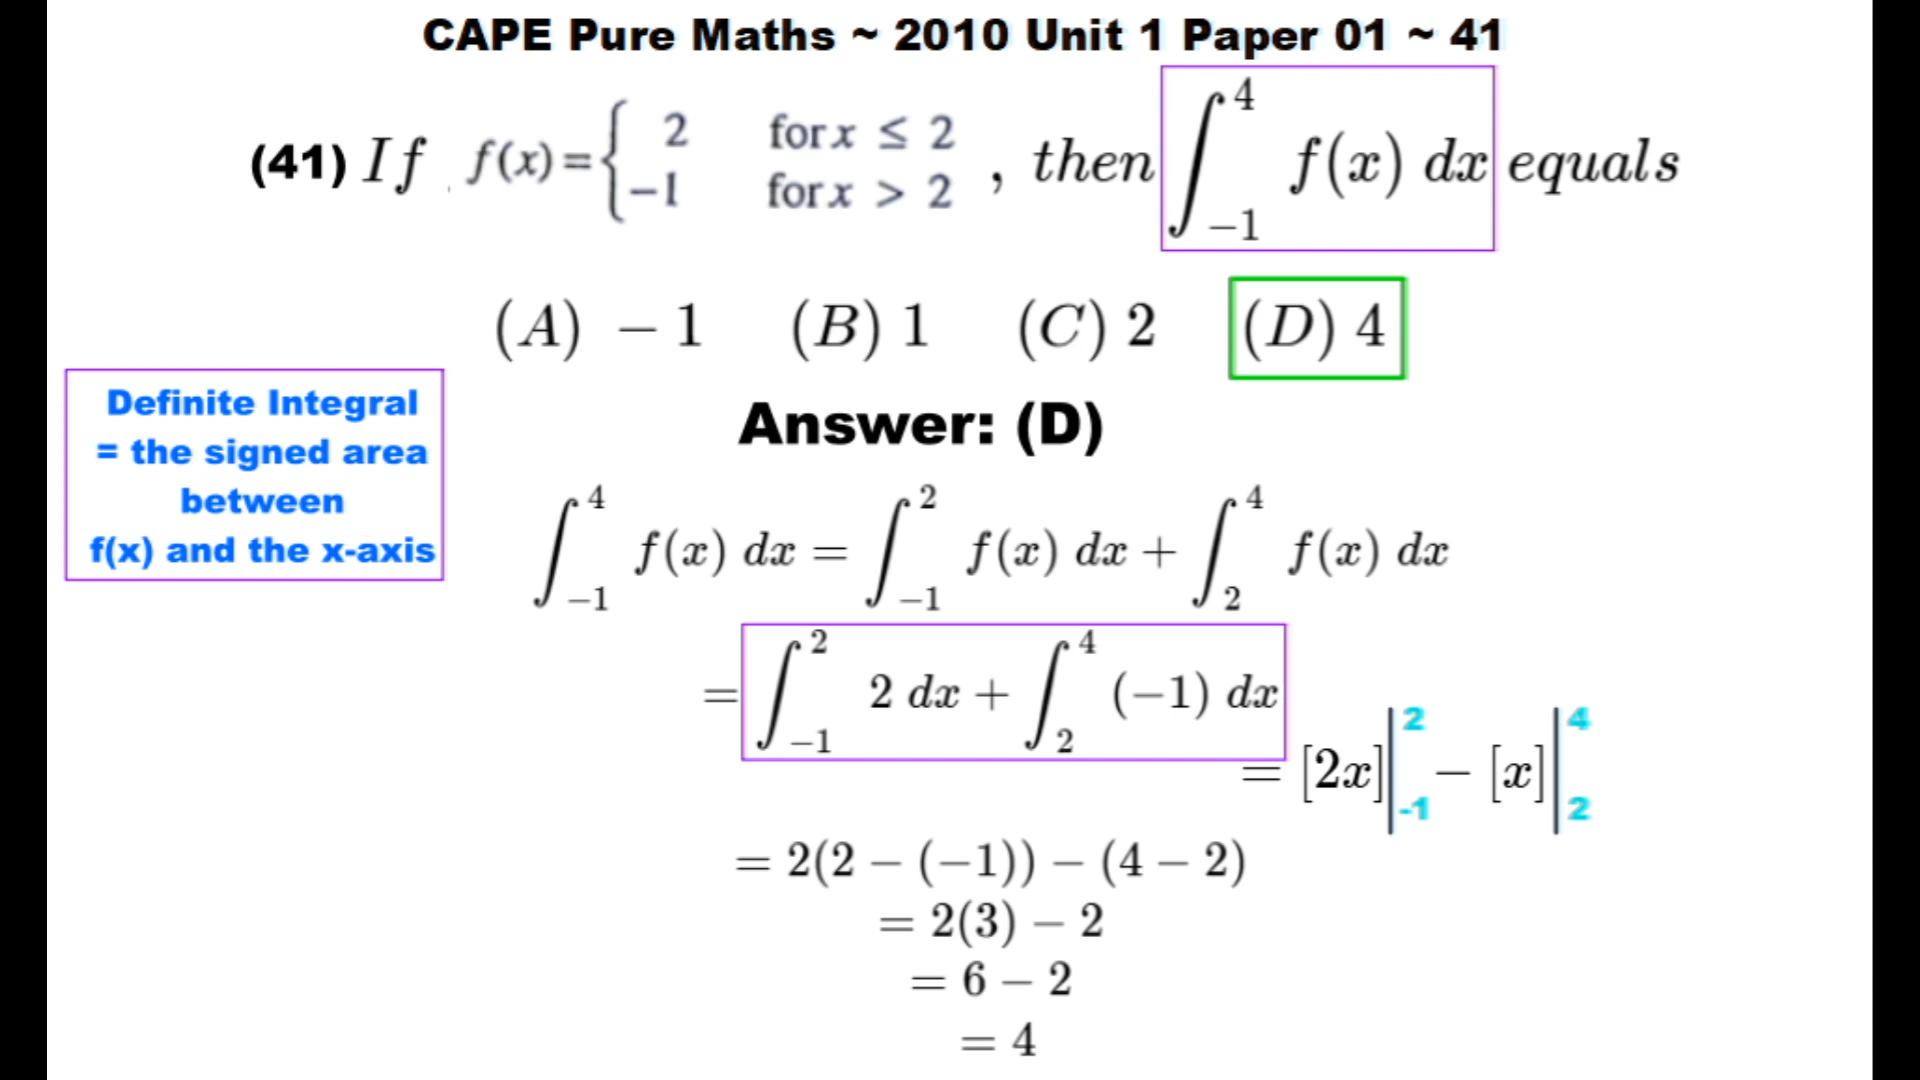 CAPE Pure Maths ~ 2010 Unit 1 Paper 01 ~ 41
(41) If f(x) = { 2 for x ≤ 2, −1 for x > 2 , then ∫_{−1}^{4} f(x) dx equals
(A) − 1 (B) 1 (C) 2 (D) 4
Definite Integral
= the signed area
between
f(x) and the x-axis
Answer: (D)
∫_{−1}^{4} f(x) dx = ∫_{−1}^{2} f(x) dx + ∫_{2}^{4} f(x) dx
= ∫_{−1}^{2} 2 dx + ∫_{2}^{4} (−1) dx
= [2x]|_{-1}^{2} − [x]|_{2}^{4}
= 2(2 − (−1)) − (4 − 2)
= 2(3) − 2
= 6 − 2
= 4